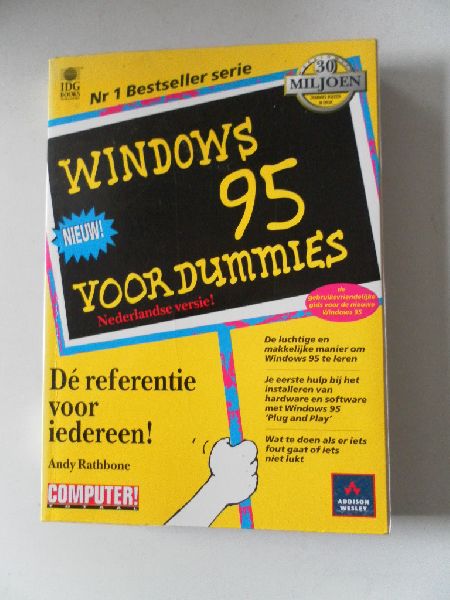 IDG
BOOKS
Nr 1 Bestseller serie
30
MILJOEN
WINDOWS
95
NIEUW!
VOOR DUMMIES
Nederlandse versie!
de
Gebruikersvriendelijke
gids voor de nieuwe
Windows 95
De luchtige en
makkelijke manier om
Windows 95 te leren
Dé referentie
voor
iedereen!
Je eerste hulp bij het
installeren van
hardware en software
met Windows 95
'Plug and Play'
Wat te doen als er iets
fout gaat of iets
niet lukt
Andy Rathbone
COMPUTER!
TOTAAL
ADDISON
WESLEY